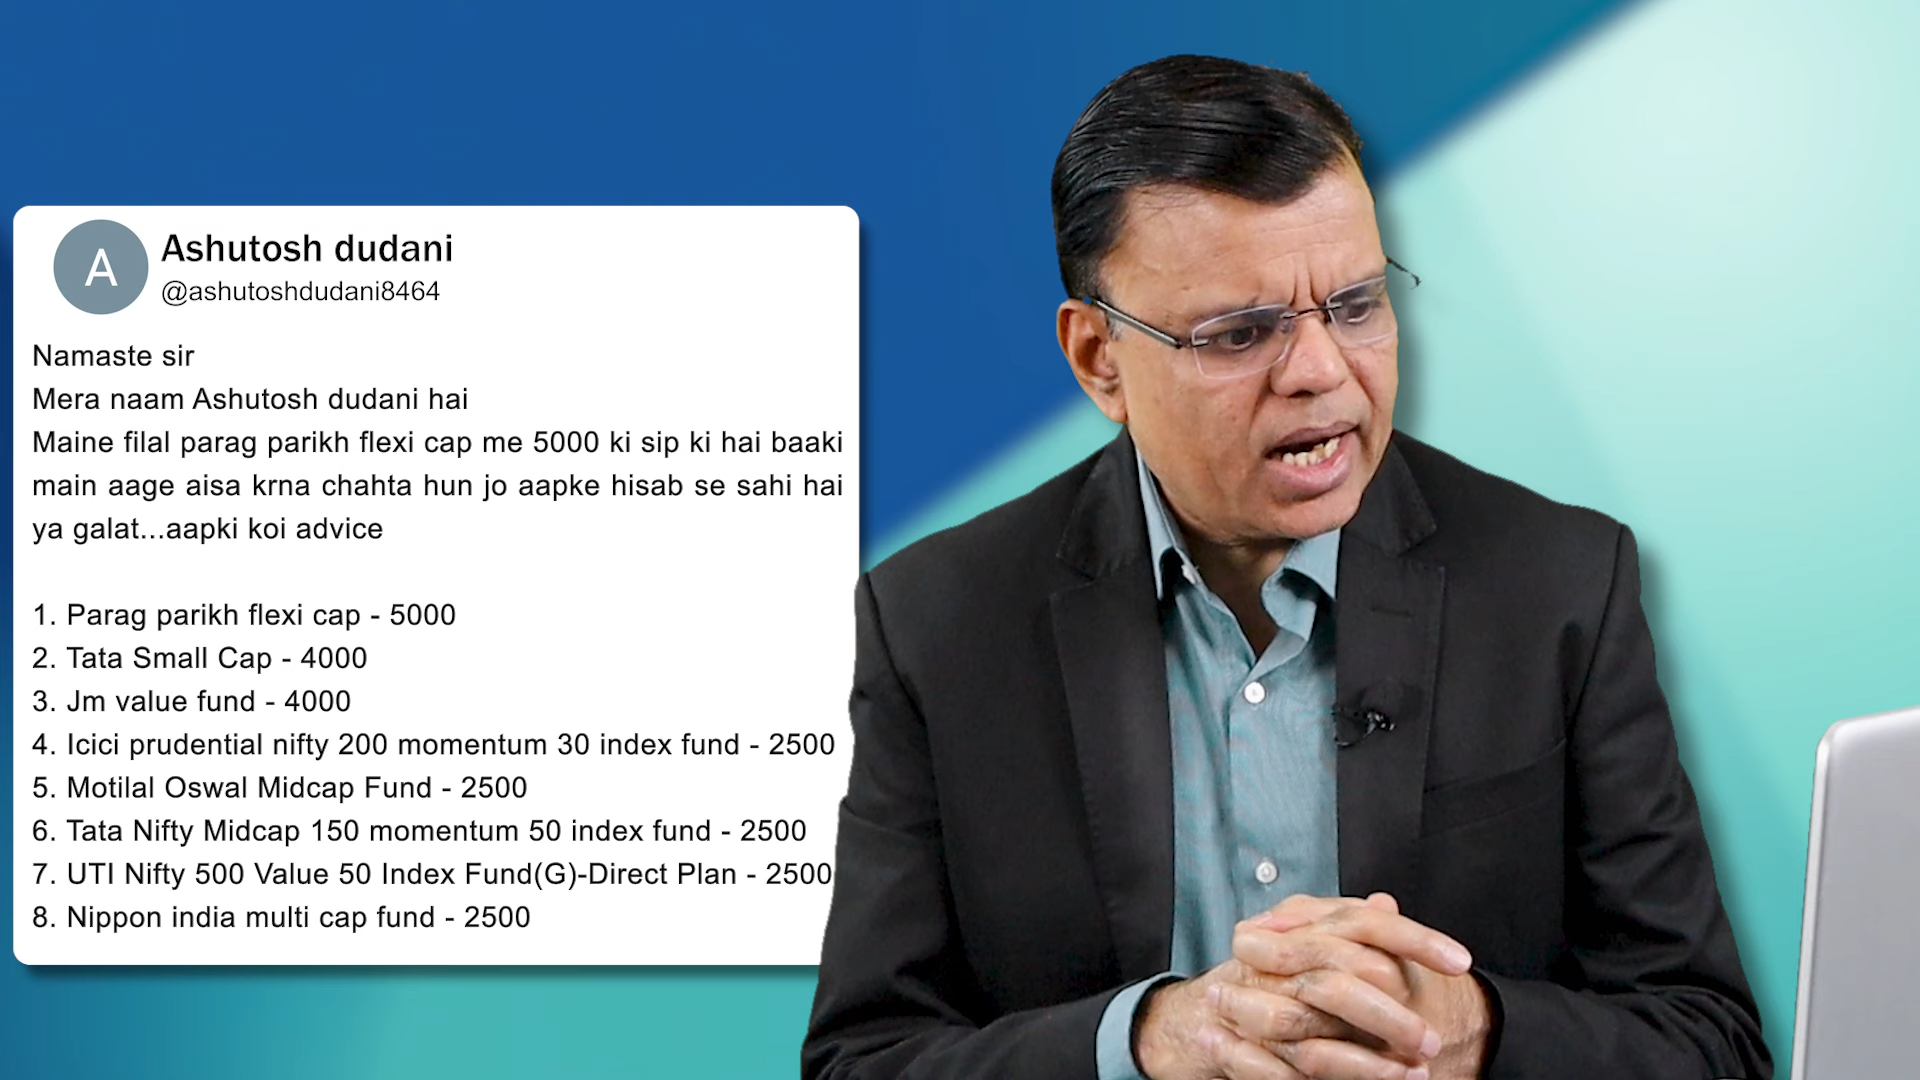 A
Ashutosh dudani
@ashutoshdudani8464
Namaste sir
Mera naam Ashutosh dudani hai
Maine filal parag parikh flexi cap me 5000 ki sip ki hai baaki
main aage aisa krna chahta hun jo aapke hisab se sahi hai
ya galat...aapki koi advice
1. Parag parikh flexi cap - 5000
2. Tata Small Cap - 4000
3. Jm value fund - 4000
4. Icici prudential nifty 200 momentum 30 index fund - 2500
5. Motilal Oswal Midcap Fund - 2500
6. Tata Nifty Midcap 150 momentum 50 index fund - 2500
7. UTI Nifty 500 Value 50 Index Fund(G)-Direct Plan - 2500
8. Nippon india multi cap fund - 2500